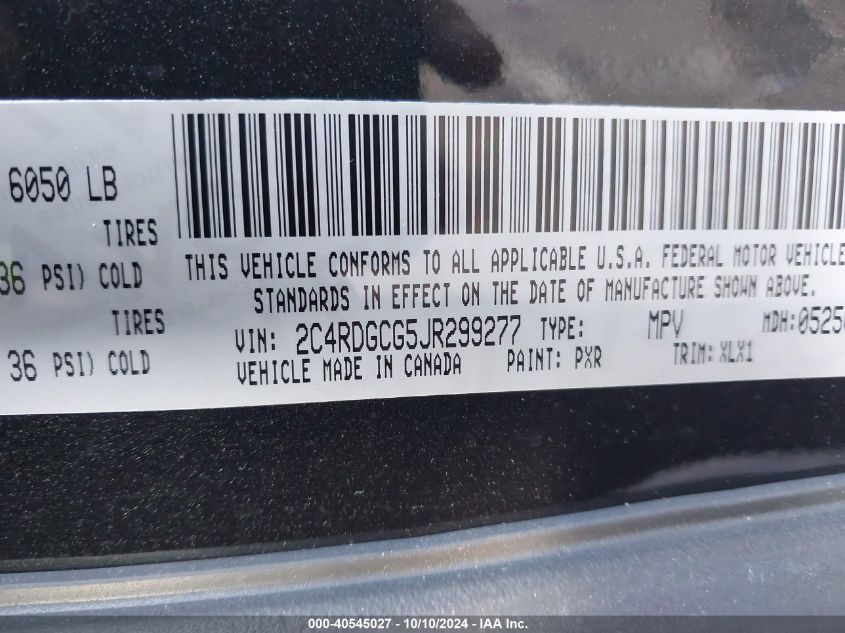 6050 LB
TIRES
36 PSI) COLD
TIRES
36 PSI) COLD
THIS VEHICLE CONFORMS TO ALL APPLICABLE U.S.A. FEDERAL MOTOR VEHICLE
STANDARDS IN EFFECT ON THE DATE OF MANUFACTURE SHOWN ABOVE.
VIN: 2C4RDGCG5JR299277 TYPE: MPV MDH:05250
VEHICLE MADE IN CANADA PAINT: PXR TRIM: XLX1
000-40545027 - 10/10/2024 - IAA Inc.